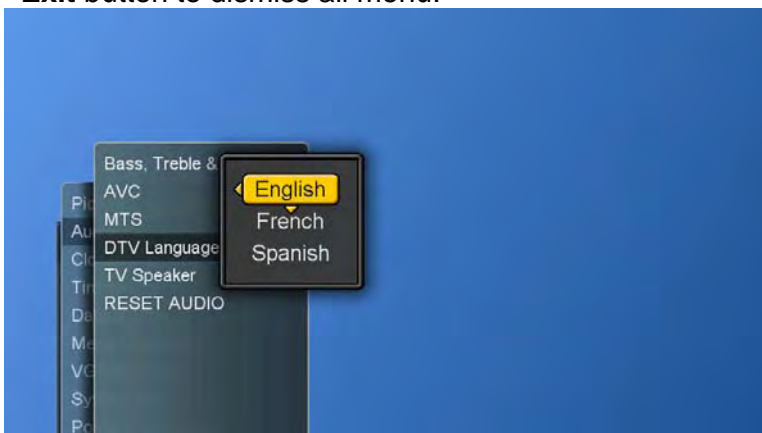 Exit button to dismiss all menu.
Bass, Treble &
AVC
MTS
DTV Language
TV Speaker
RESET AUDIO
English
French
Spanish